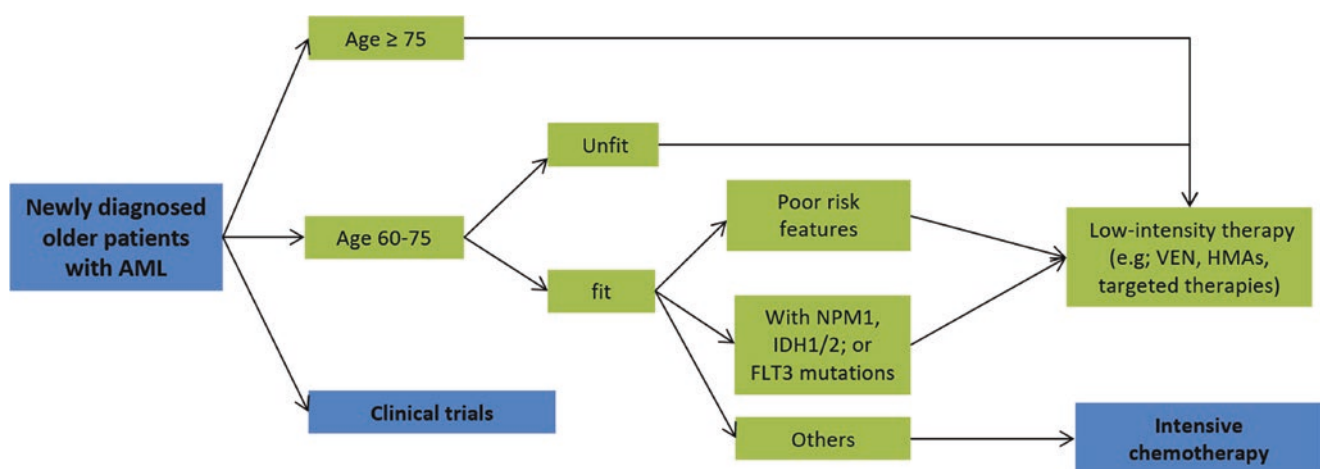 Newly diagnosed
older patients
with AML
Age ≥ 75
Age 60-75
Clinical trials
Unfit
fit
Poor risk
features
With NPM1,
IDH1/2; or
FLT3 mutations
Others
Low-intensity therapy
(e.g; VEN, HMAs,
targeted therapies)
Intensive
chemotherapy